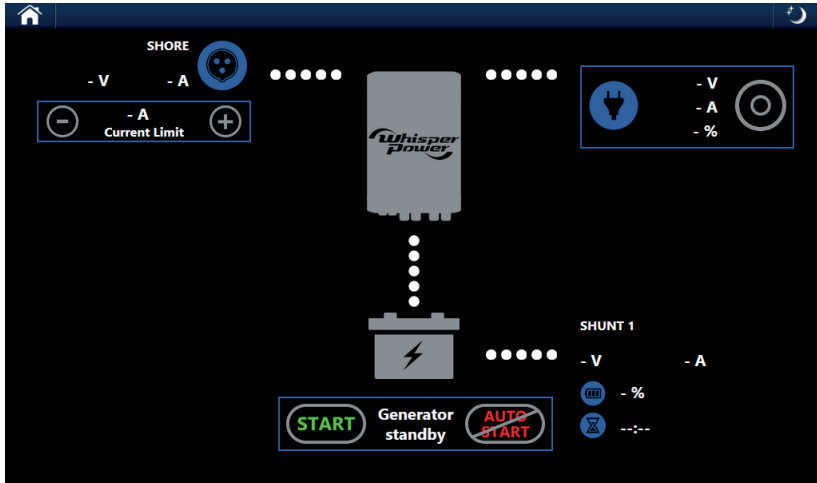 SHORE
- V - A
- A
Current Limit
- V
- A
- %
Whisper
Power
SHUNT 1
- V - A
- %
--:--
START
Generator
standby
AUTO
START